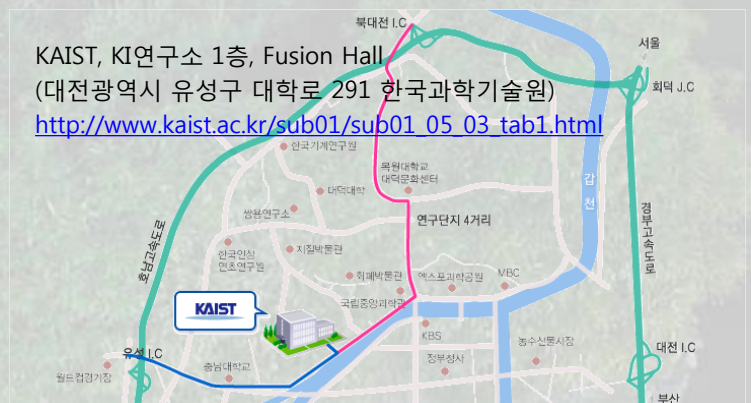 북대전 I.C
서울
KAIST, KI연구소 1층, Fusion Hall
(대전광역시 유성구 대학로 291 한국과학기술원)
회덕 J.C
http://www.kaist.ac.kr/sub01/sub01_05_03_tab1.html
한국기계연구원
목원대학교
대덕문화센터
대덕대학
갑천
쌍용연구소
연구단지 4거리
경부고속도로
호남고속도로
지질박물관
한국인삼
연초연구원
화폐박물관
엑스포과학공원
MBC
국립중앙과학관
KAIST
KBS
농수산물시장
유성 I.C
정부청사
대전 I.C
충남대학교
월드컵경기장
부산